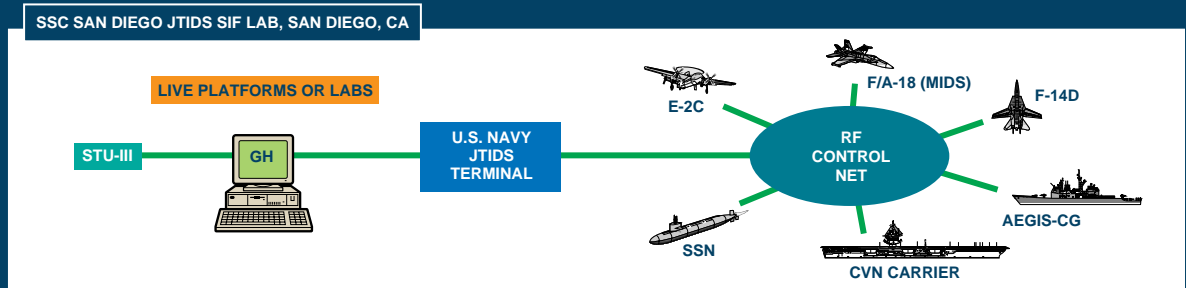 SSC SAN DIEGO JTIDS SIF LAB, SAN DIEGO, CA
LIVE PLATFORMS OR LABS
STU-III
GH
U.S. NAVY
JTIDS
TERMINAL
E-2C
F/A-18 (MIDS)
F-14D
RF
CONTROL
NET
AEGIS-CG
SSN
CVN CARRIER